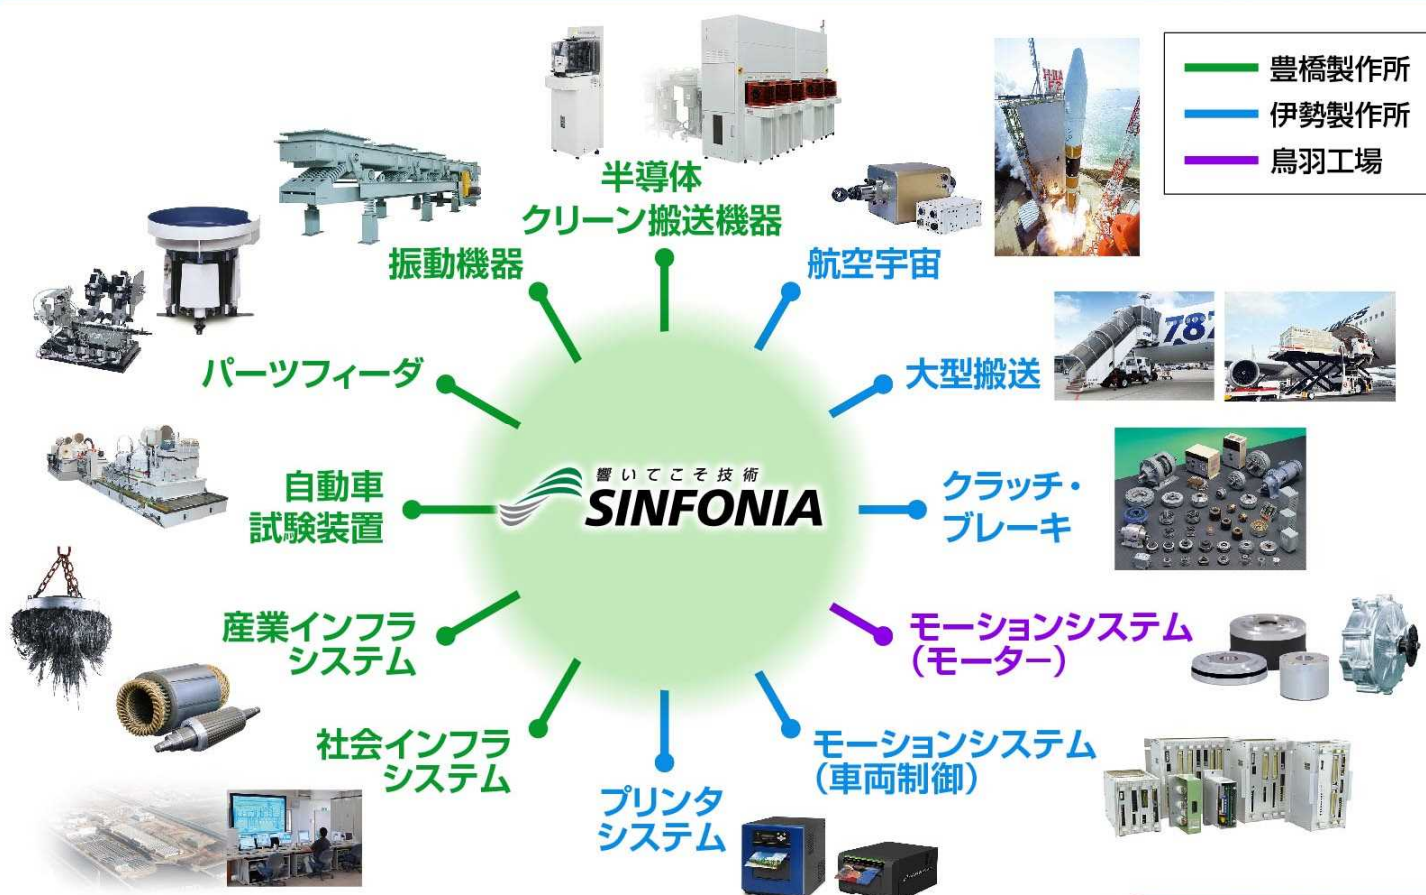 豊橋製作所
伊勢製作所
鳥羽工場
半導体
クリーン搬送機器
航空宇宙
大型搬送
787
クラッチ・
ブレーキ
モーションシステム
(モーター)
モーションシステム
(車両制御)
プリンタ
システム
社会インフラ
システム
産業インフラ
システム
自動車
試験装置
パーツフィーダ
振動機器
響いてこそ技術
SINFONIA